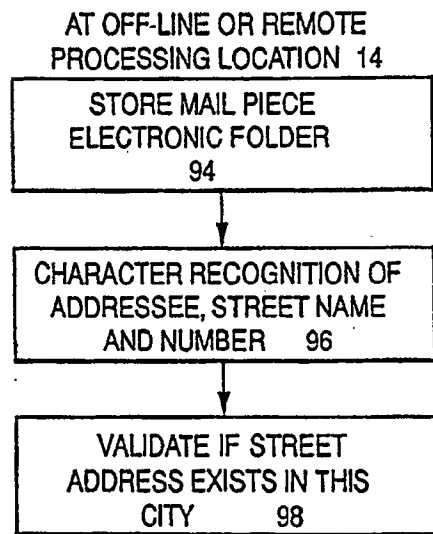 AT OFF-LINE OR REMOTE
PROCESSING LOCATION 14
STORE MAIL PIECE
ELECTRONIC FOLDER
94
CHARACTER RECOGNITION OF
ADDRESSEE, STREET NAME
AND NUMBER 96
VALIDATE IF STREET
ADDRESS EXISTS IN THIS
CITY 98